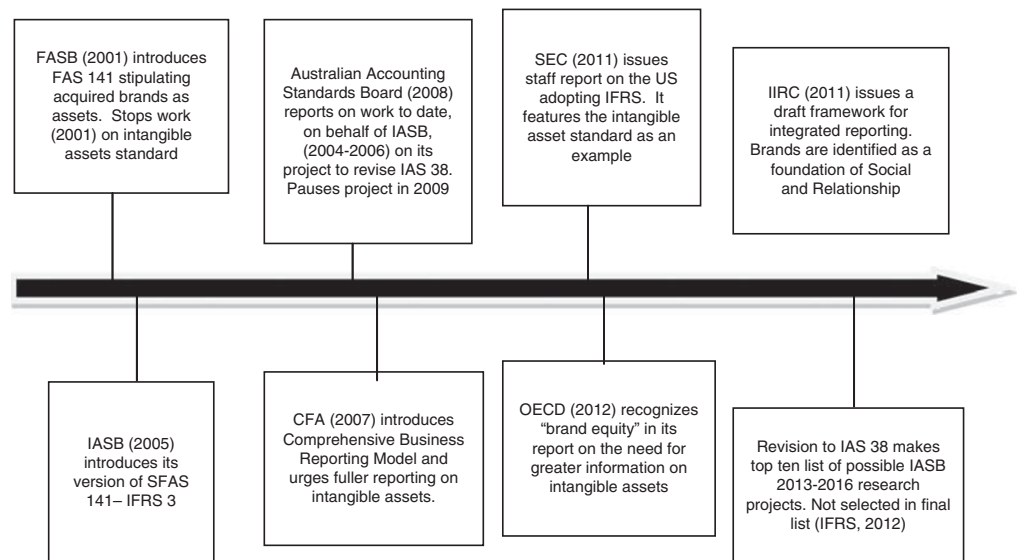 FASB (2001) introduces
FAS 141 stipulating
acquired brands as
assets. Stops work
(2001) on intangible
assets standard
Australian Accounting
Standards Board (2008)
reports on work to date,
on behalf of IASB,
(2004-2006) on its
project to revise IAS 38.
Pauses project in 2009
SEC (2011) issues
staff report on the US
adopting IFRS. It
features the intangible
asset standard as an
example
IIRC (2011) issues a
draft framework for
integrated reporting.
Brands are identified as a
foundation of Social
and Relationship
IASB (2005)
introduces its
version of SFAS
141– IFRS 3
CFA (2007) introduces
Comprehensive Business
Reporting Model and
urges fuller reporting on
intangible assets.
OECD (2012) recognizes
“brand equity” in its
report on the need for
greater information on
intangible assets
Revision to IAS 38 makes
top ten list of possible IASB
2013-2016 research
projects. Not selected in final
list (IFRS, 2012)